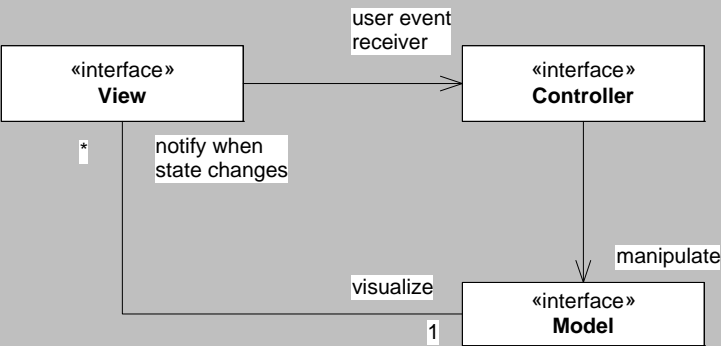 user event
receiver
«interface»
View
«interface»
Controller
*
notify when
state changes
manipulate
visualize
«interface»
Model
1